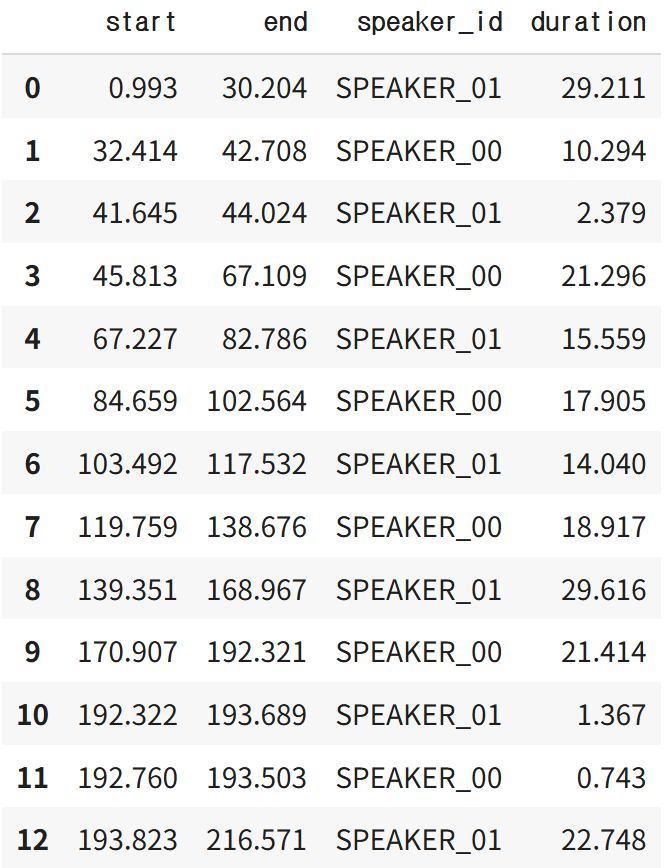 start end speaker_id duration
0 0.993 30.204 SPEAKER_01 29.211
1 32.414 42.708 SPEAKER_00 10.294
2 41.645 44.024 SPEAKER_01 2.379
3 45.813 67.109 SPEAKER_00 21.296
4 67.227 82.786 SPEAKER_01 15.559
5 84.659 102.564 SPEAKER_00 17.905
6 103.492 117.532 SPEAKER_01 14.040
7 119.759 138.676 SPEAKER_00 18.917
8 139.351 168.967 SPEAKER_01 29.616
9 170.907 192.321 SPEAKER_00 21.414
10 192.322 193.689 SPEAKER_01 1.367
11 192.760 193.503 SPEAKER_00 0.743
12 193.823 216.571 SPEAKER_01 22.748